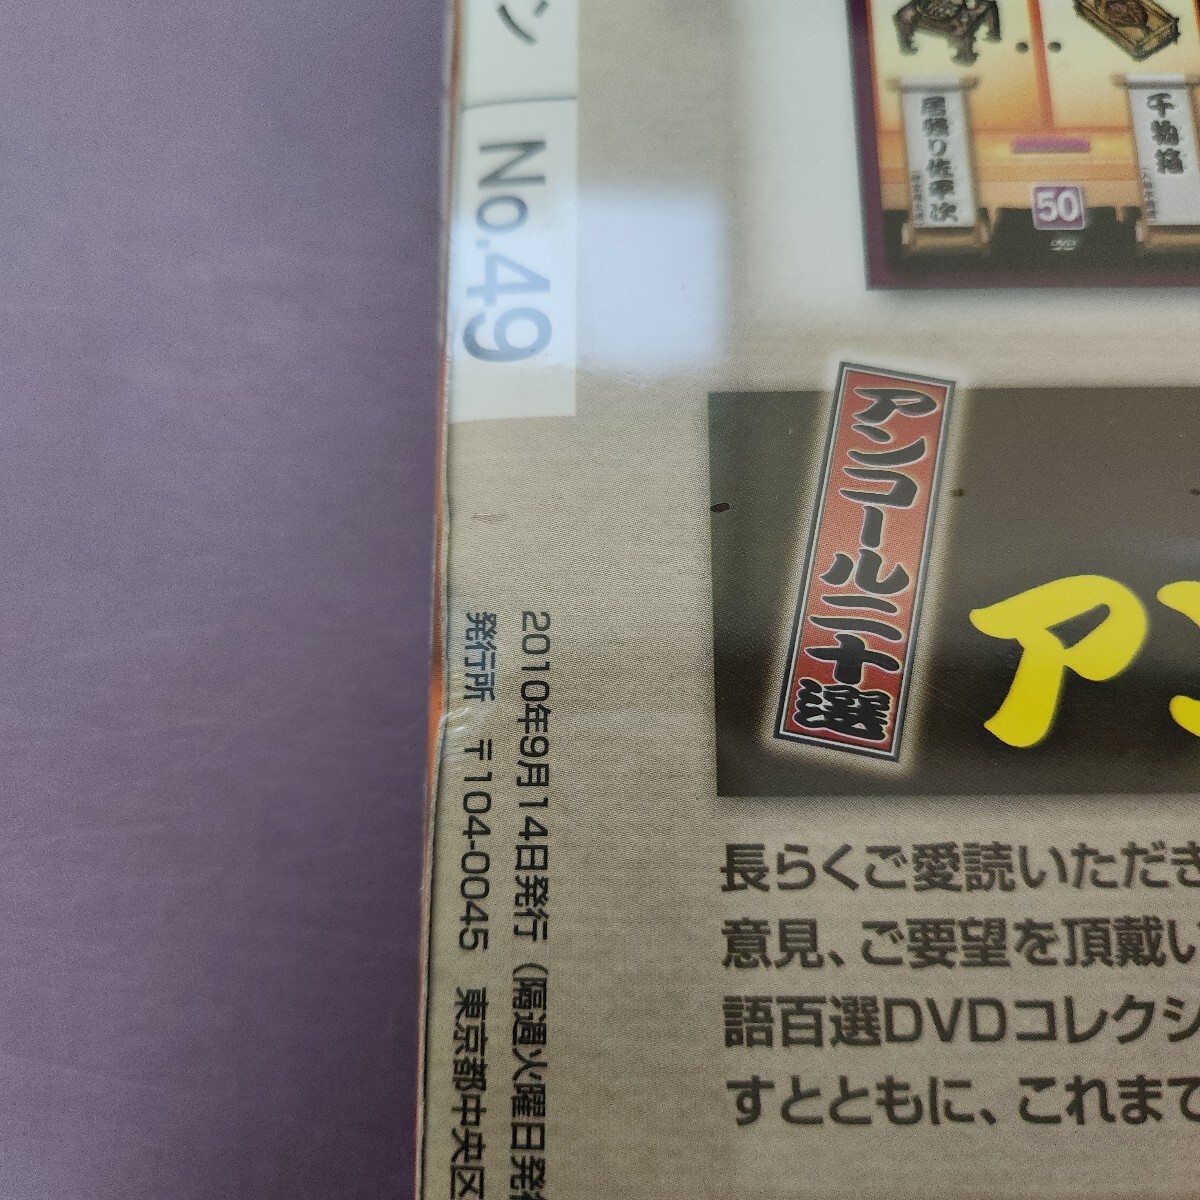 ン No.49
居残り佐平次
干物箱
50
DVD
アンコール二十選
ア
2010年9月14日発行（隔週火曜日発行
発行所　〒104-0045　東京都中央区
長らくご愛読いただき
意見、ご要望を頂戴い
語百選DVDコレクシ
すとともに、これまで